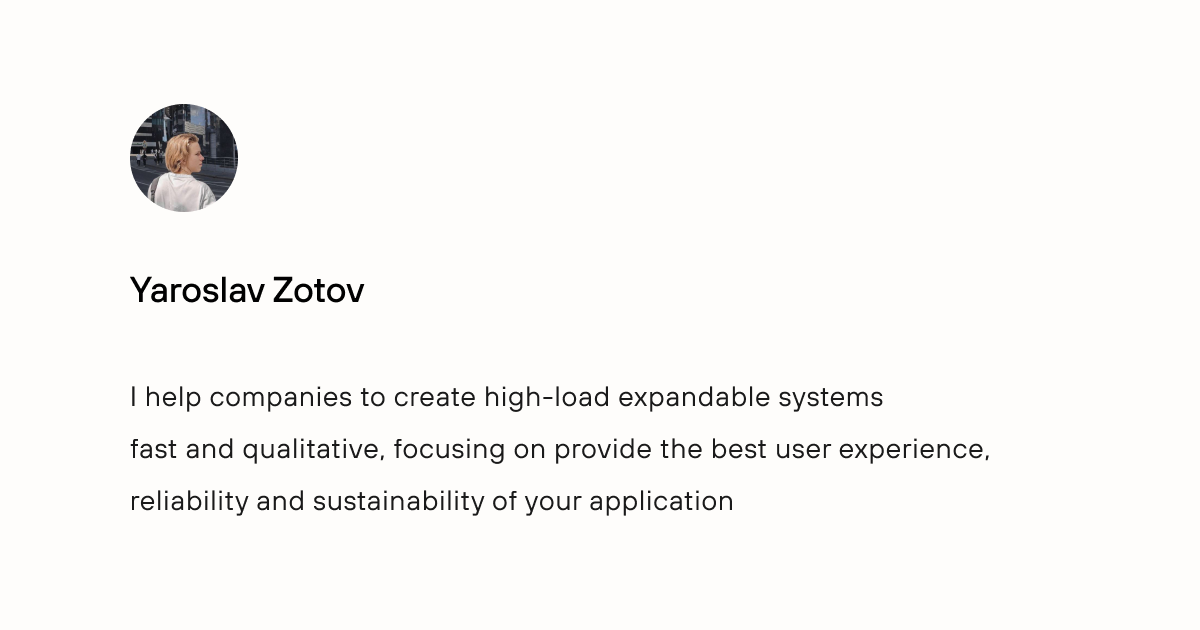 Yaroslav Zotov
I help companies to create high-load expandable systems
fast and qualitative, focusing on provide the best user experience,
reliability and sustainability of your application